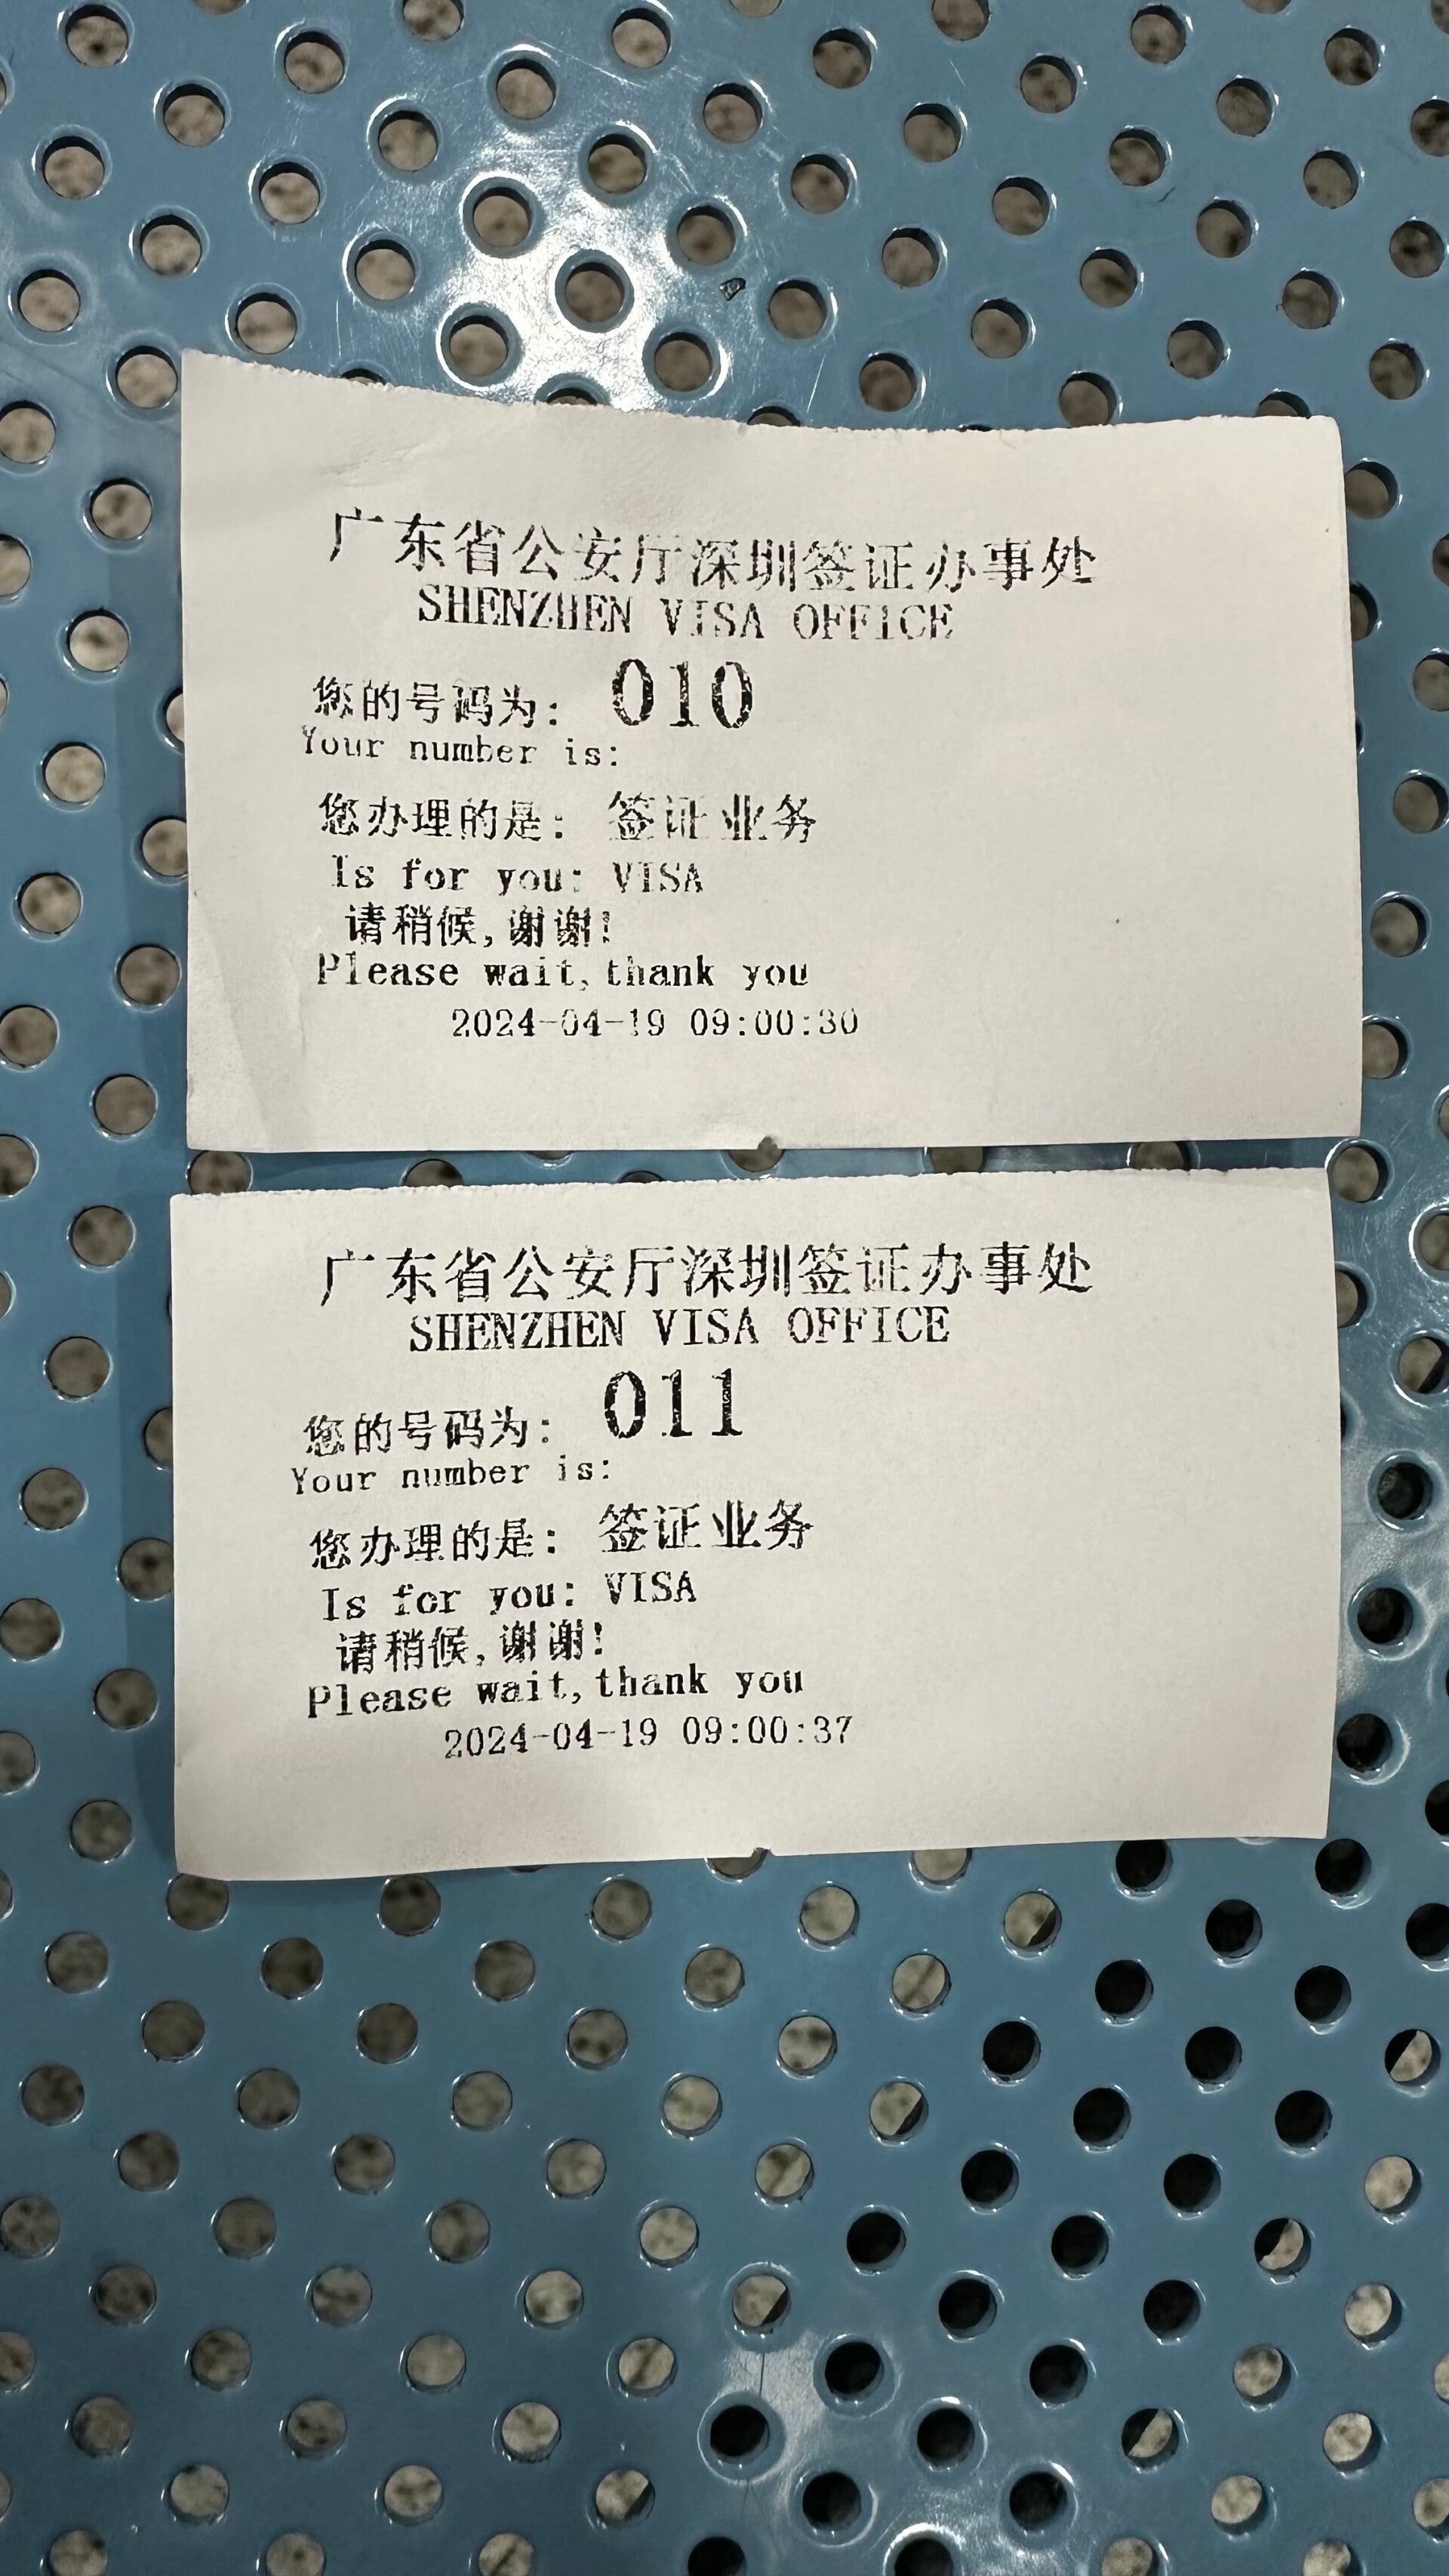 广东省公安厅深圳签证办事处
SHENZHEN VISA OFFICE
您的号码为: 010
Your number is:
您办理的是: 签证业务
Is for you: VISA
请稍候,谢谢!
Please wait,thank you
2024-04-19 09:00:30
广东省公安厅深圳签证办事处
SHENZHEN VISA OFFICE
您的号码为: 011
Your number is:
您办理的是: 签证业务
Is for you: VISA
请稍候,谢谢!
Please wait,thank you
2024-04-19 09:00:37